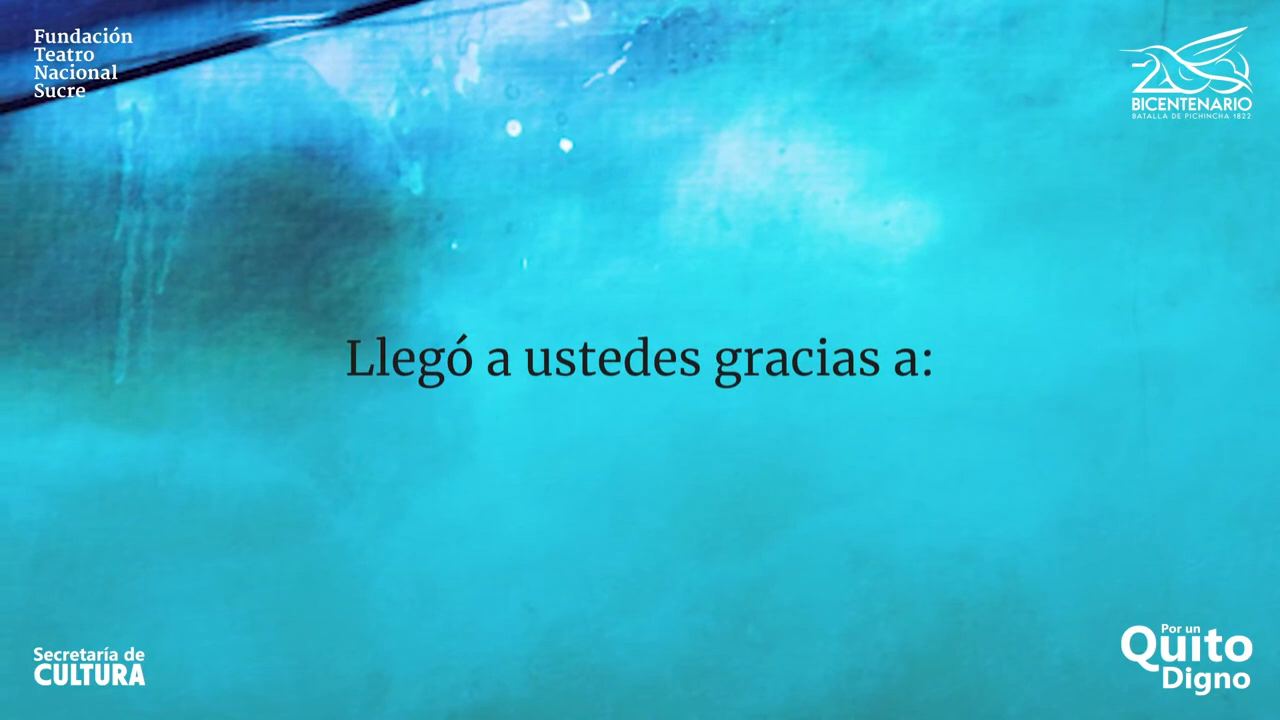 Fundación
Teatro
Nacional
Sucre
200
BICENTENARIO
BATALLA DE PICHINCHA 1822
Llegó a ustedes gracias a:
Secretaría de
CULTURA
Por un
Quito
Digno